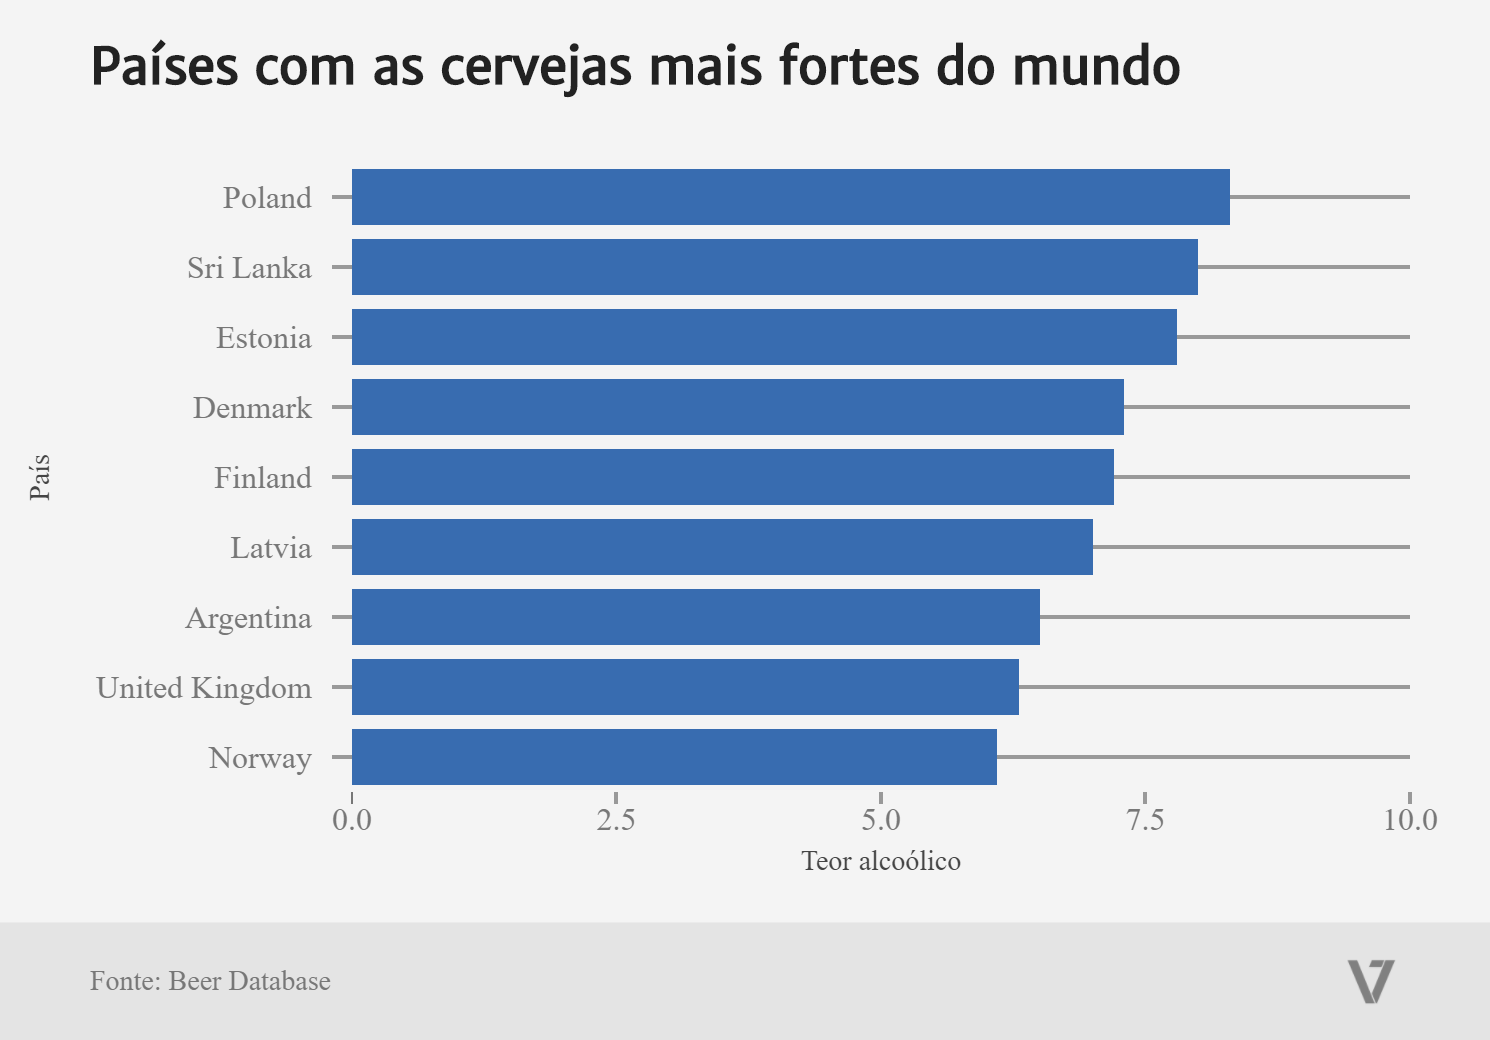 Países com as cervejas mais fortes do mundo
Poland
Sri Lanka
Estonia
Denmark
Finland
Latvia
Argentina
United Kingdom
Norway
País
0.0 2.5 5.0 7.5 10.0
Teor alcoólico
Fonte: Beer Database